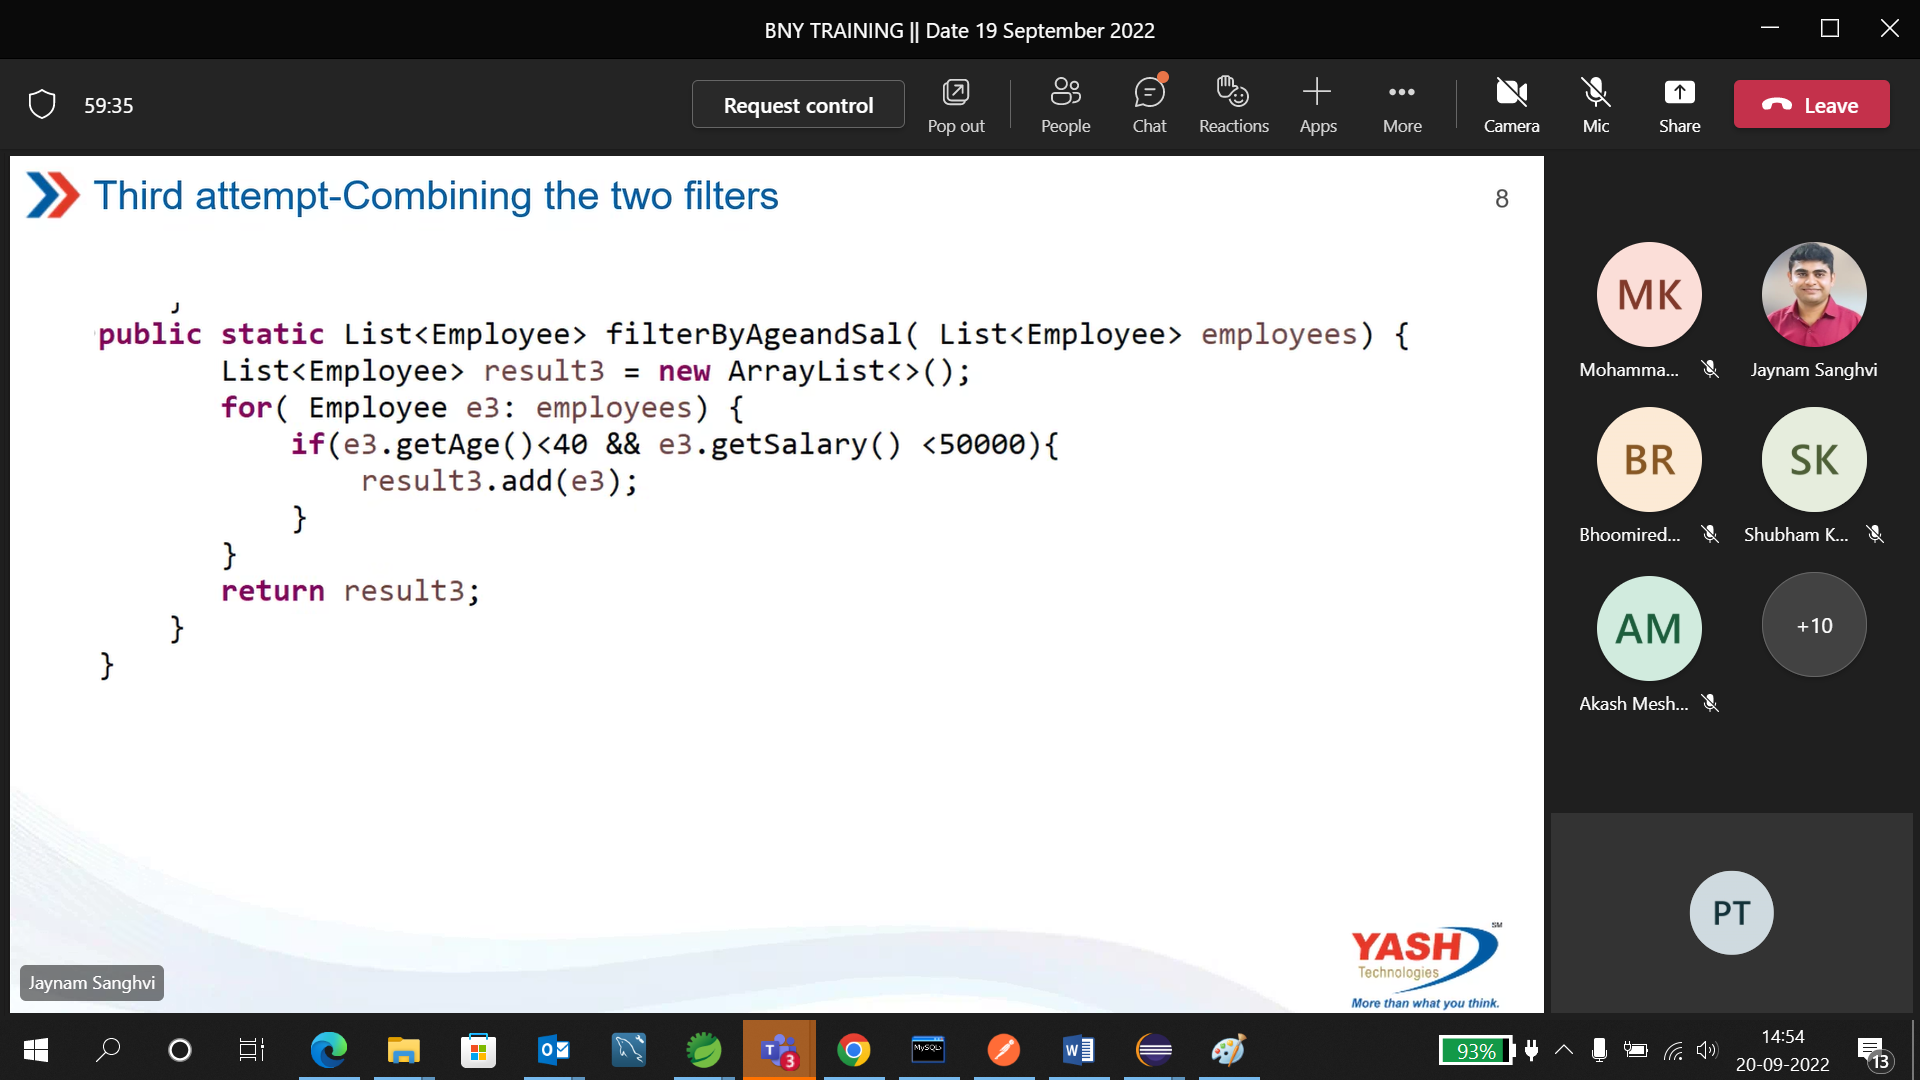 BNY TRAINING || Date 19 September 2022
59:35
Request control
Pop out
People
Chat
Reactions
Apps
More
Camera
Mic
Share
Leave
Third attempt-Combining the two filters
8
}
public static List<Employee> filterByAgeandSal( List<Employee> employees) {
List<Employee> result3 = new ArrayList<>();
for( Employee e3: employees) {
if(e3.getAge()<40 && e3.getSalary() <50000){
result3.add(e3);
}
}
return result3;
}
}
YASH
SM
Technologies
More than what you think.
Jaynam Sanghvi
MK
Mohamma...
Jaynam Sanghvi
BR
Bhoomired...
SK
Shubham K...
AM
Akash Mesh...
+10
PT
3
MySQL
93%
14:54
20-09-2022
13